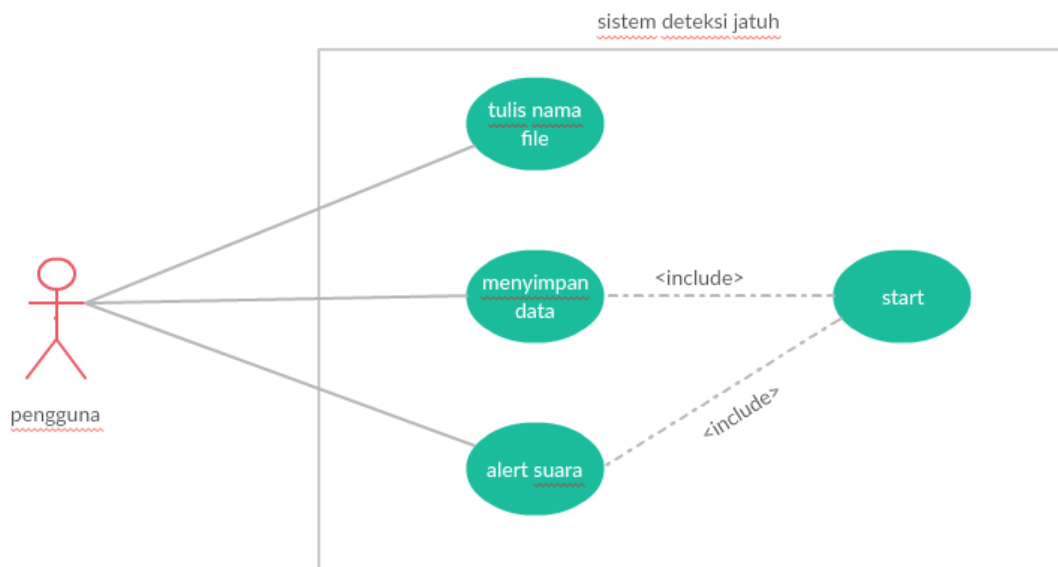 sistem deteksi jatuh
tulis nama
file
menyimpan
data
<include>
start
pengguna
<include>
alert suara